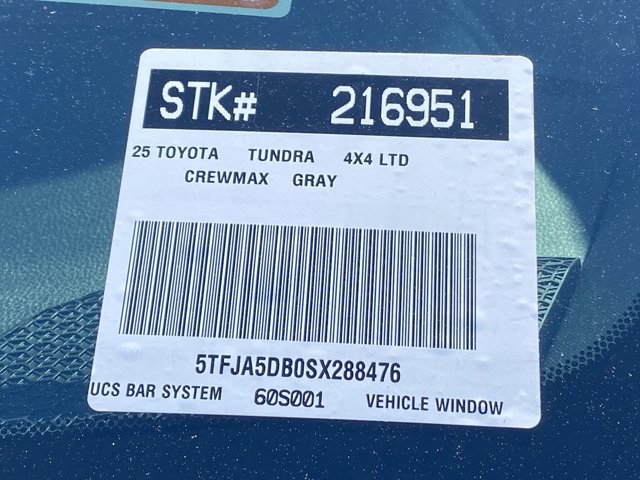 STK# 216951
25 TOYOTA TUNDRA 4X4 LTD
CREWMAX GRAY
5TFJA5DB0SX288476
UCS BAR SYSTEM 60S001 VEHICLE WINDOW